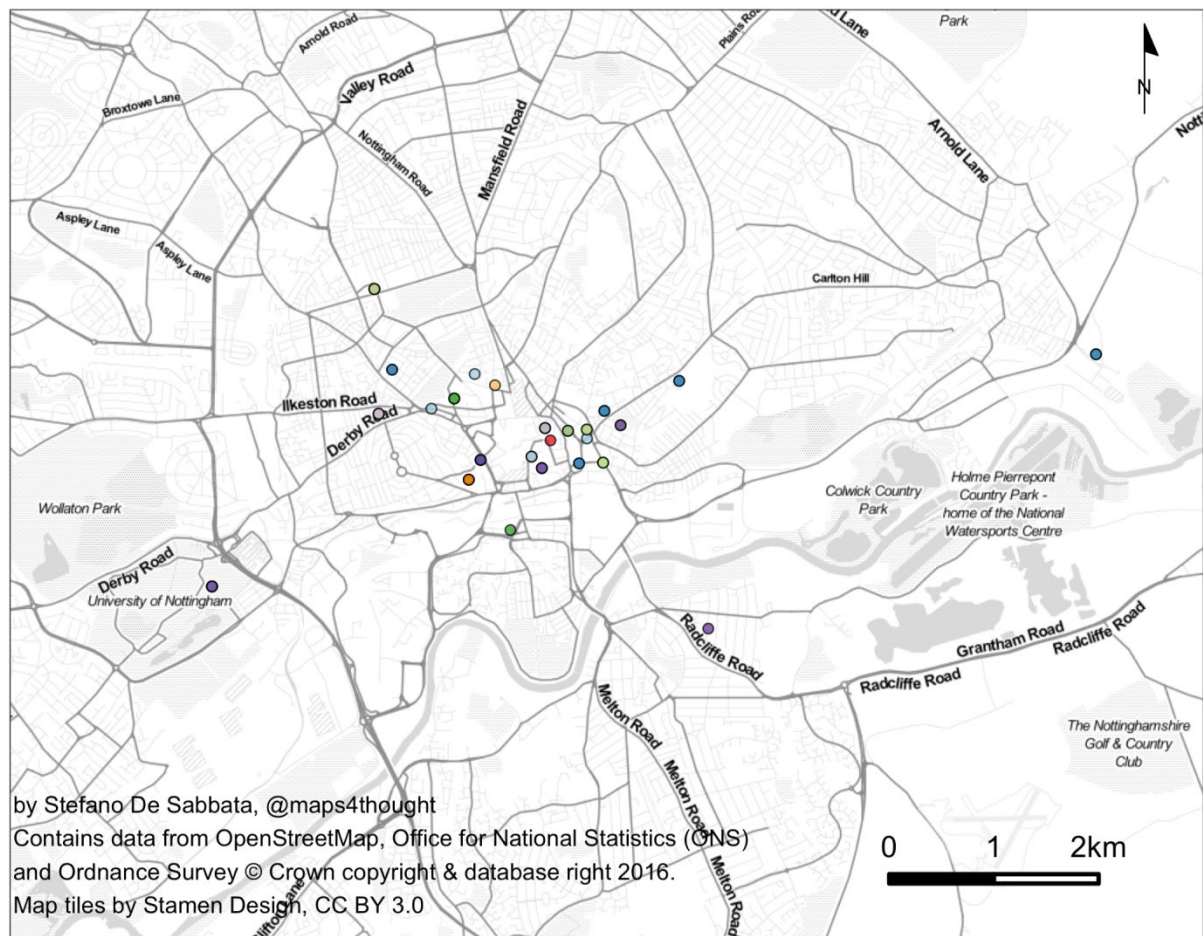 Park
Arnold Road
Plains
Lane
N
Valley Road
Broxtowe Lane
Mansfield Road
Nottingham Road
Arnold Lane
Aspley Lane
Aspley Lane
Carlton Hill
Ilkeston Road
Derby Road
Wollaton Park
Colwick Country
Park
Holme Pierrepont
Country Park -
home of the National
Watersports Centre
Derby Road
University of Nottingham
Radcliffe Road
Grantham Road
Radcliffe Road
Radcliffe Road
Melton Road
The Nottinghamshire
Golf & Country
Club
Melton Road
Melton Road
by Stefano De Sabbata, @maps4thought
Contains data from OpenStreetMap, Office for National Statistics (ONS)
and Ordnance Survey © Crown copyright & database right 2016.
Map tiles by Stamen Design, CC BY 3.0
0 1 2km